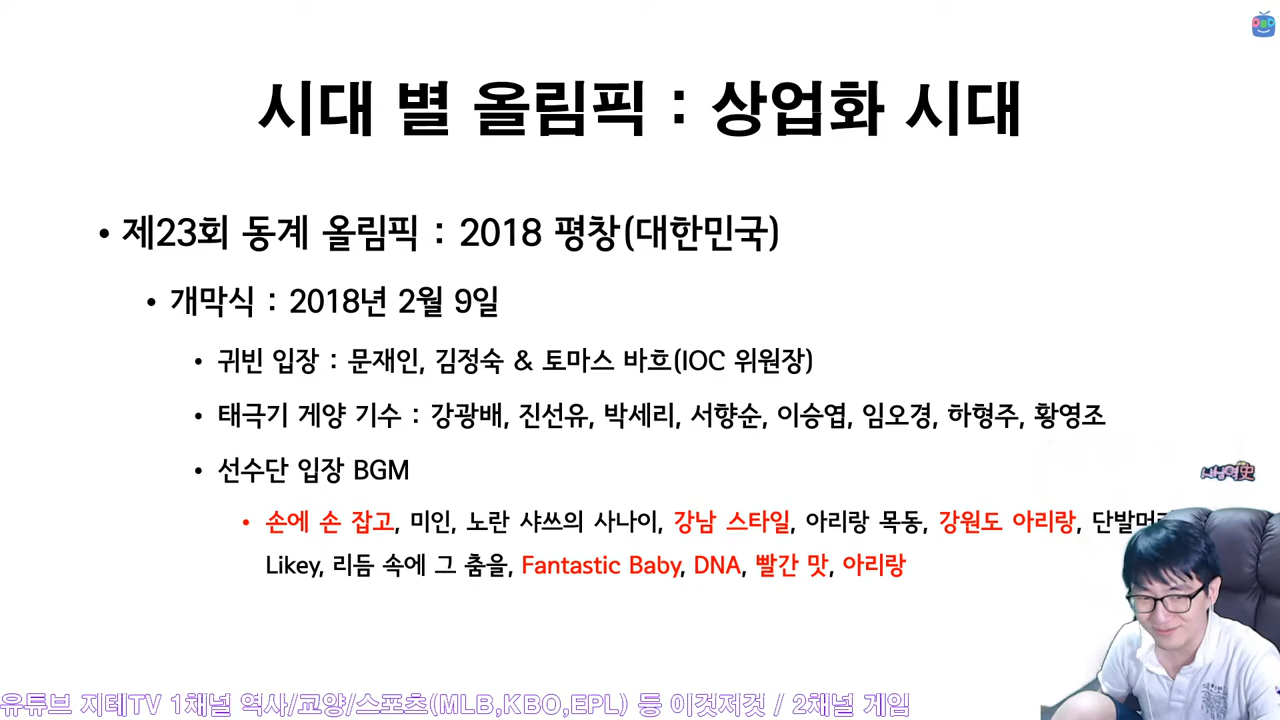 시대 별 올림픽 : 상업화 시대
• 제23회 동계 올림픽 : 2018 평창(대한민국)
• 개막식 : 2018년 2월 9일
• 귀빈 입장 : 문재인, 김정숙 & 토마스 바흐(IOC 위원장)
• 태극기 게양 기수 : 강광배, 진선유, 박세리, 서향순, 이승엽, 임오경, 하형주, 황영조
• 선수단 입장 BGM
• 손에 손 잡고, 미인, 노란 샤쓰의 사나이, 강남 스타일, 아리랑 목동, 강원도 아리랑, 단발머
Likey, 리듬 속에 그 춤을, Fantastic Baby, DNA, 빨간 맛, 아리랑
유튜브 지테TV 1채널 역사/교양/스포츠(MLB,KBO,EPL) 등 이것저것 / 2채널 게임